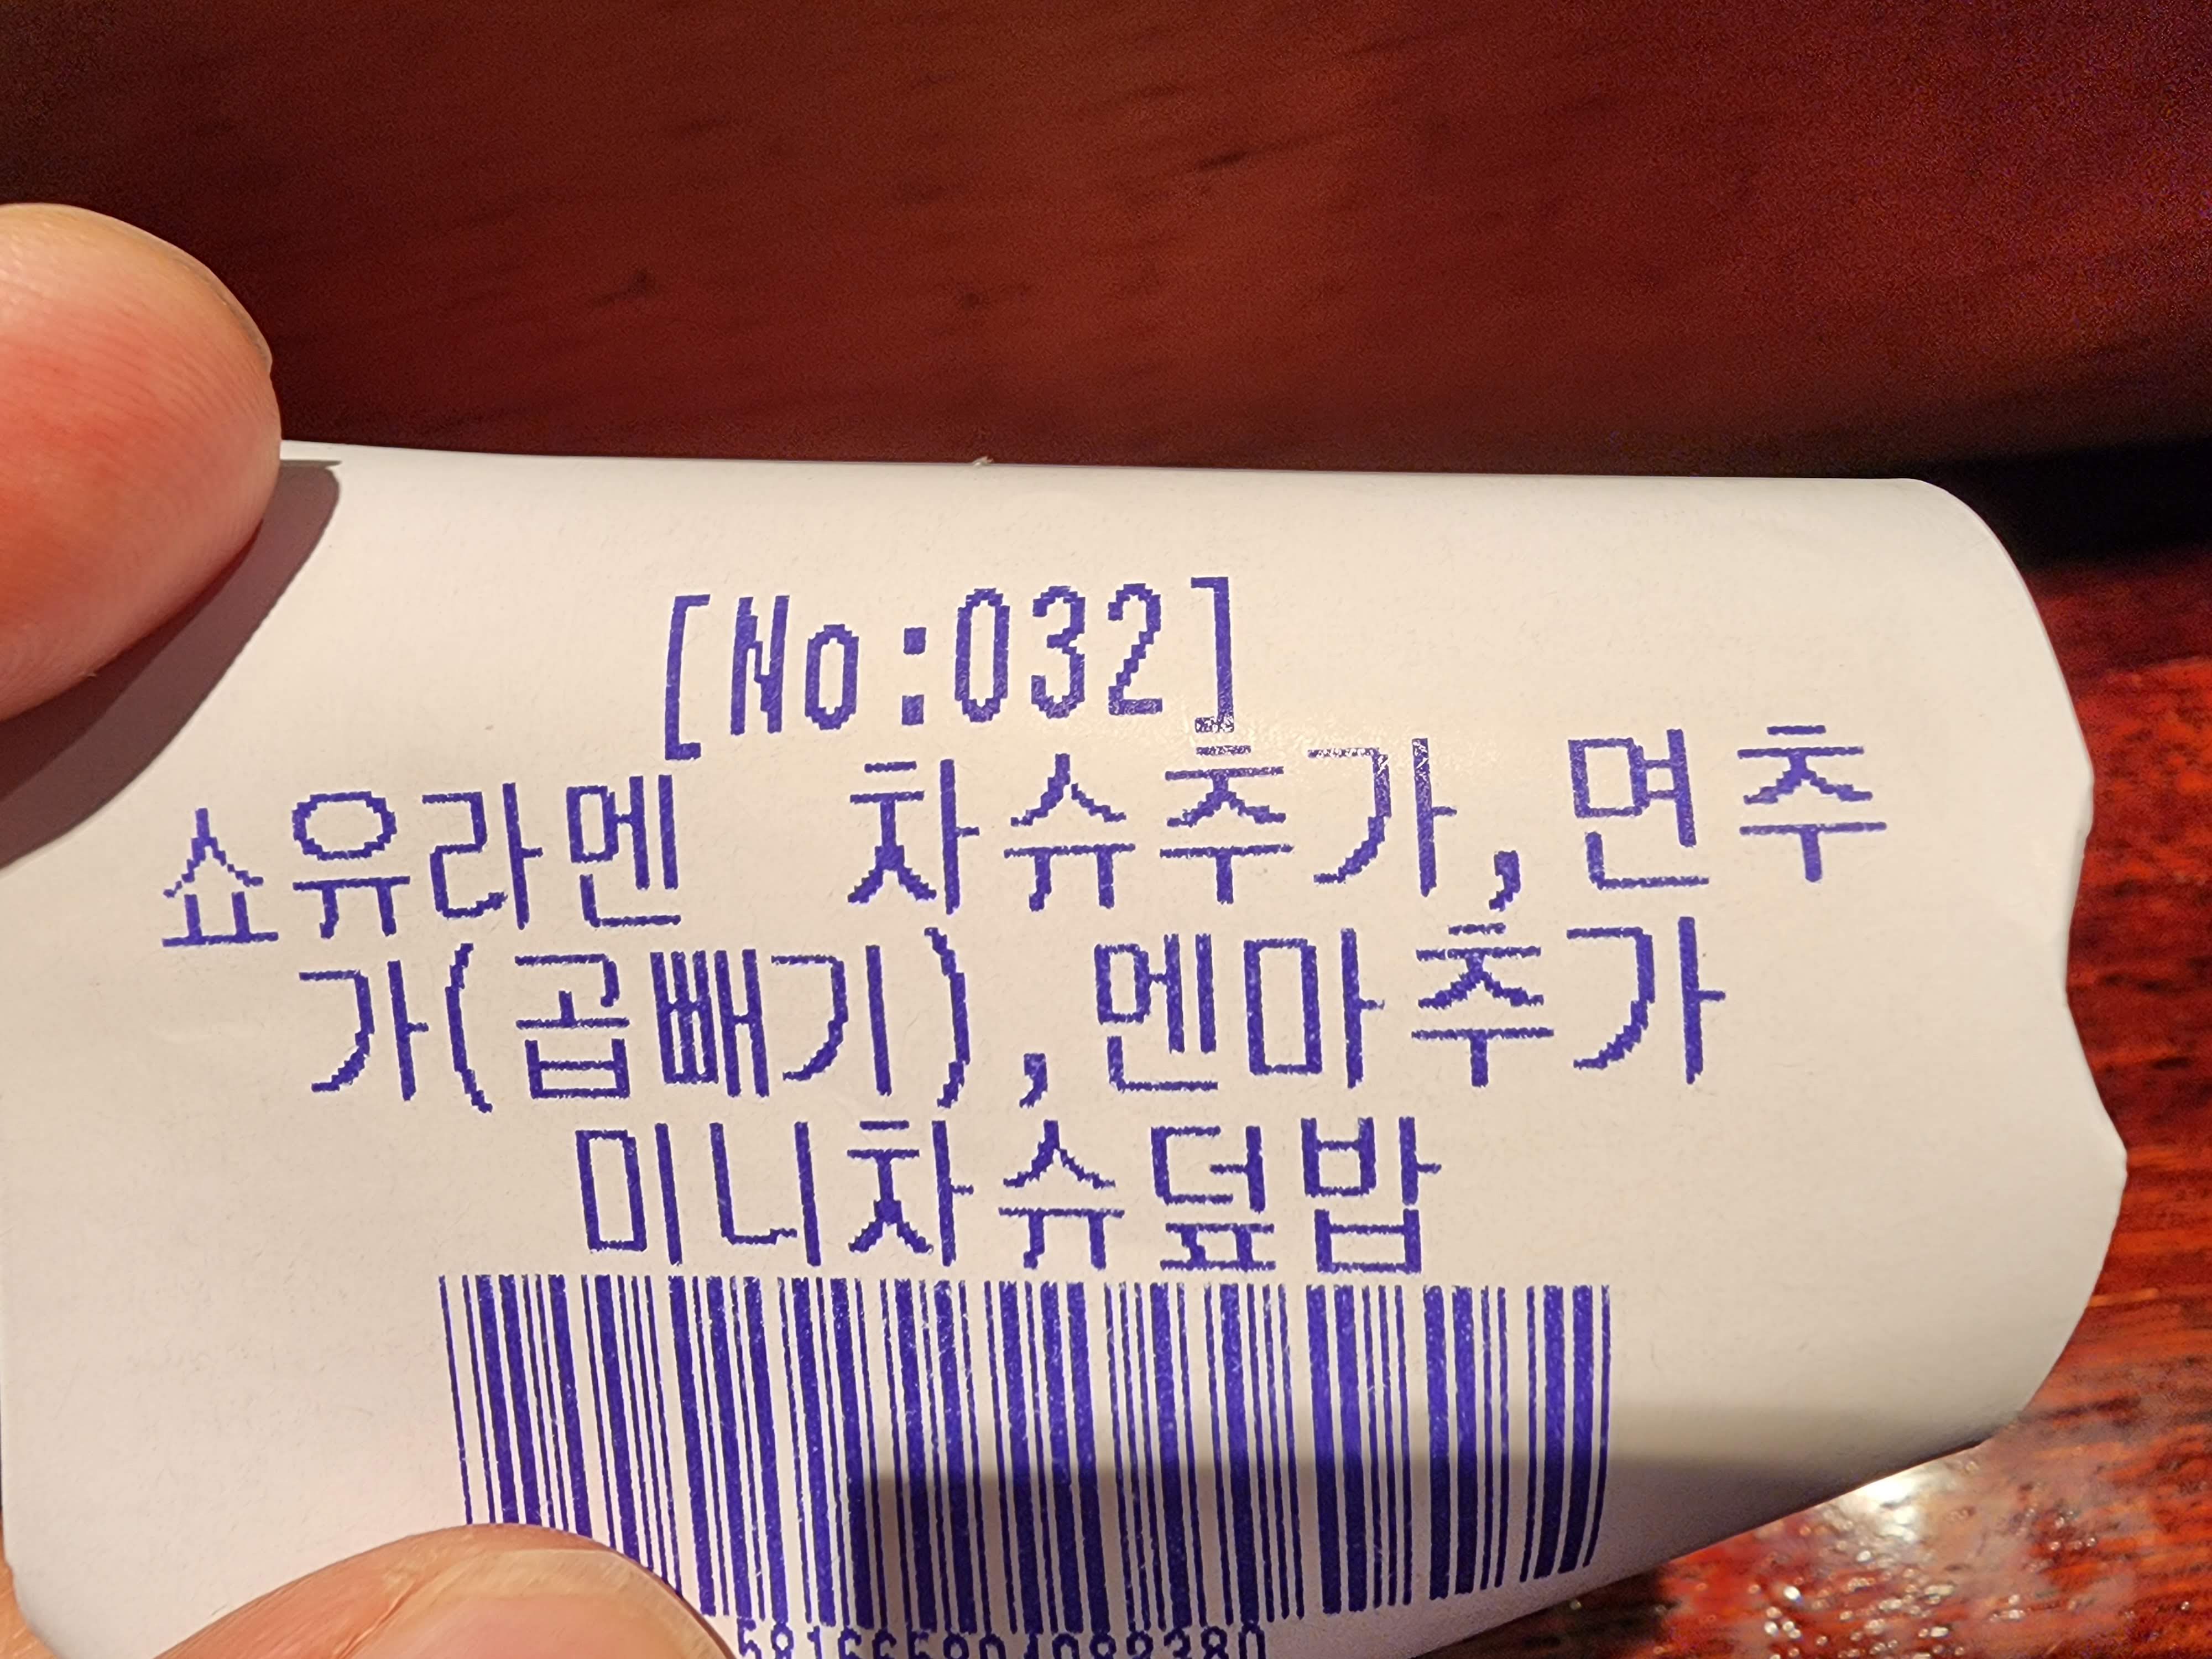 [No:032]
쇼유라멘 차슈추가,면추
가(곱빼기),멘마추가
미니차슈덮밥